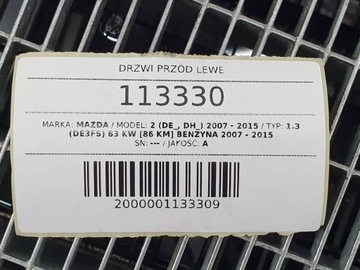 DRZWI PRZÓD LEWE
113330
MARKA: MAZDA / MODEL: 2 (DE_, DH_) 2007 - 2015 / TYP: 1.3
(DE3FS) 63 KW [86 KM] BENZYNA 2007 - 2015
SN: --- / JAKOŚĆ: A
2000001133309